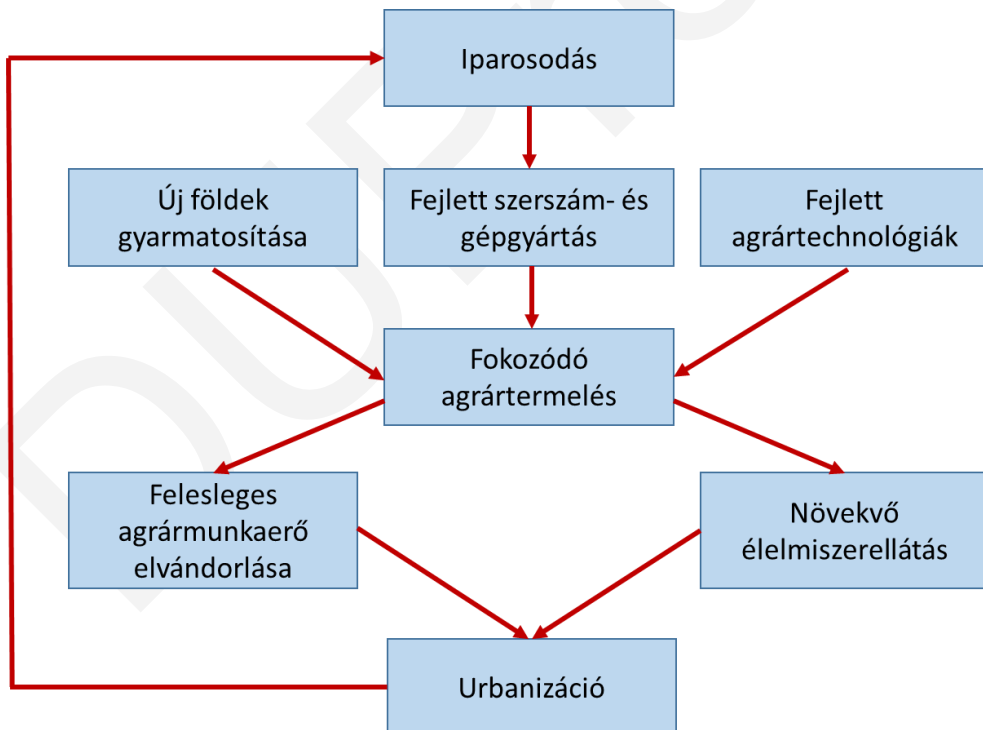 Iparosodás
Új földek
gyarmatosítása
Fejlett szerszám- és
gépgyártás
Fejlett
agrártechnológiák
Fokozódó
agrártermelés
Felesleges
agrármunkaerő
elvándorlása
Növekvő
élelmiszerellátás
Urbanizáció